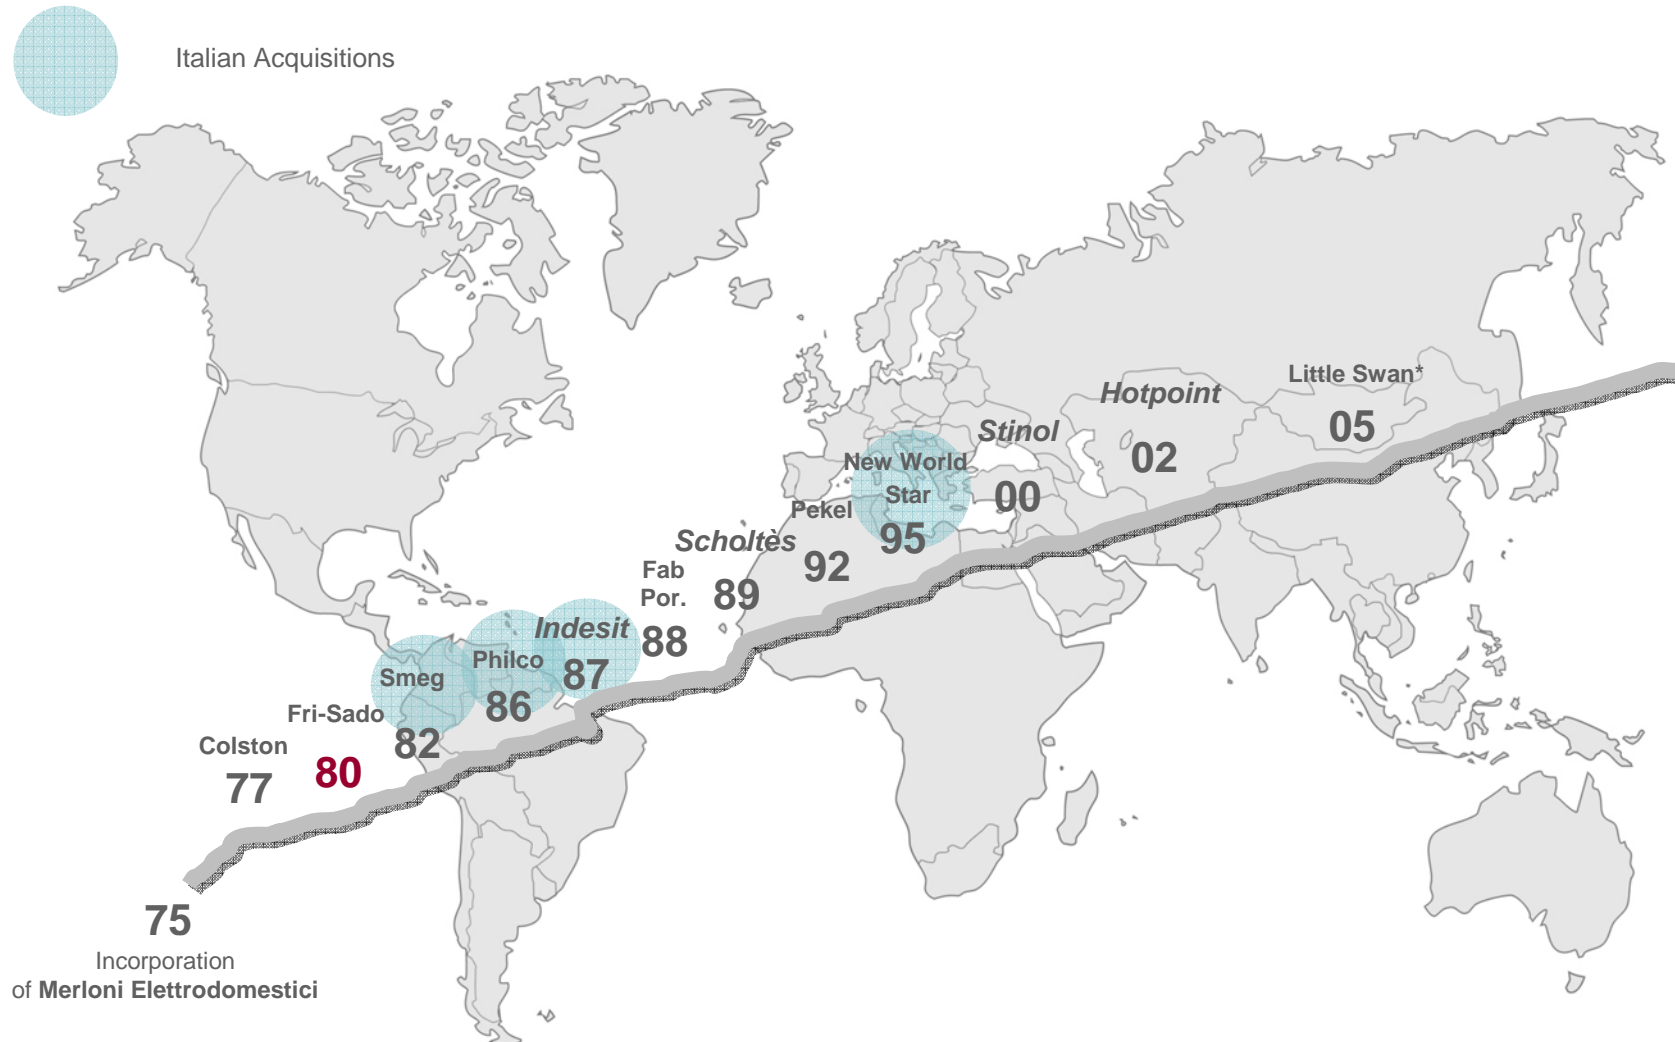 Italian Acquisitions
Little Swan*
05
Hotpoint
02
Stinol
00
New World
Star
95
Pekel
92
Scholtès
89
Fab
Por.
88
Indesit
87
Philco
86
Smeg
82
Fri-Sado
80
Colston
77
75
Incorporation
of Merloni Elettrodomestici